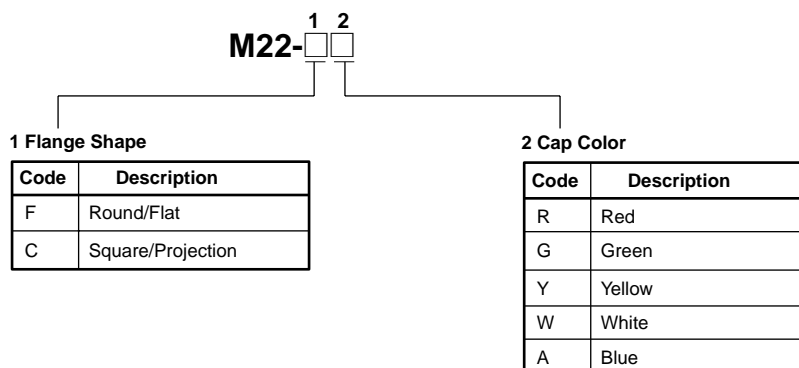 1 2
M22-
1 Flange Shape
Code Description
F Round/Flat
C Square/Projection
2 Cap Color
Code Description
R Red
G Green
Y Yellow
W White
A Blue